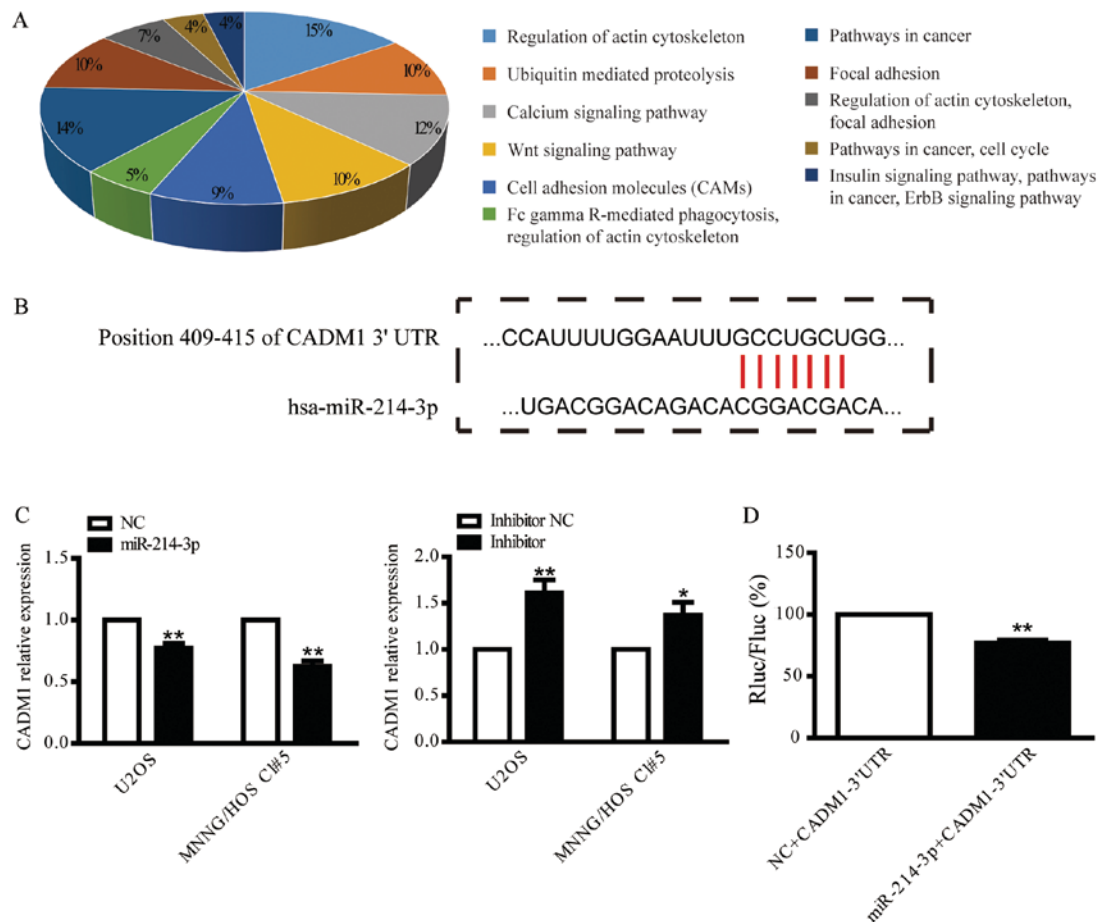 A
15%
10%
12%
10%
9%
5%
14%
10%
7%
4%
4%
Regulation of actin cytoskeleton
Ubiquitin mediated proteolysis
Calcium signaling pathway
Wnt signaling pathway
Cell adhesion molecules (CAMs)
Fc gamma R-mediated phagocytosis,
regulation of actin cytoskeleton
Pathways in cancer
Focal adhesion
Regulation of actin cytoskeleton,
focal adhesion
Pathways in cancer, cell cycle
Insulin signaling pathway, pathways
in cancer, ErbB signaling pathway
B
Position 409-415 of CADM1 3' UTR ...CCAUUUUGGAAUUUGCCUGCUGG...
hsa-miR-214-3p ...UGACGGACAGACACGGACGACA...
C
NC
miR-214-3p
CADM1 relative expression
1.5
1.0
0.5
0.0
**
**
U2OS
MNNG/HOS Cl#5
Inhibitor NC
Inhibitor
CADM1 relative expression
2.0
1.5
1.0
0.5
0.0
**
*
U2OS
MNNG/HOS Cl#5
D
Rluc/Fluc (%)
150
100
50
0
**
NC+CADM1-3'UTR
miR-214-3p+CADM1-3'UTR